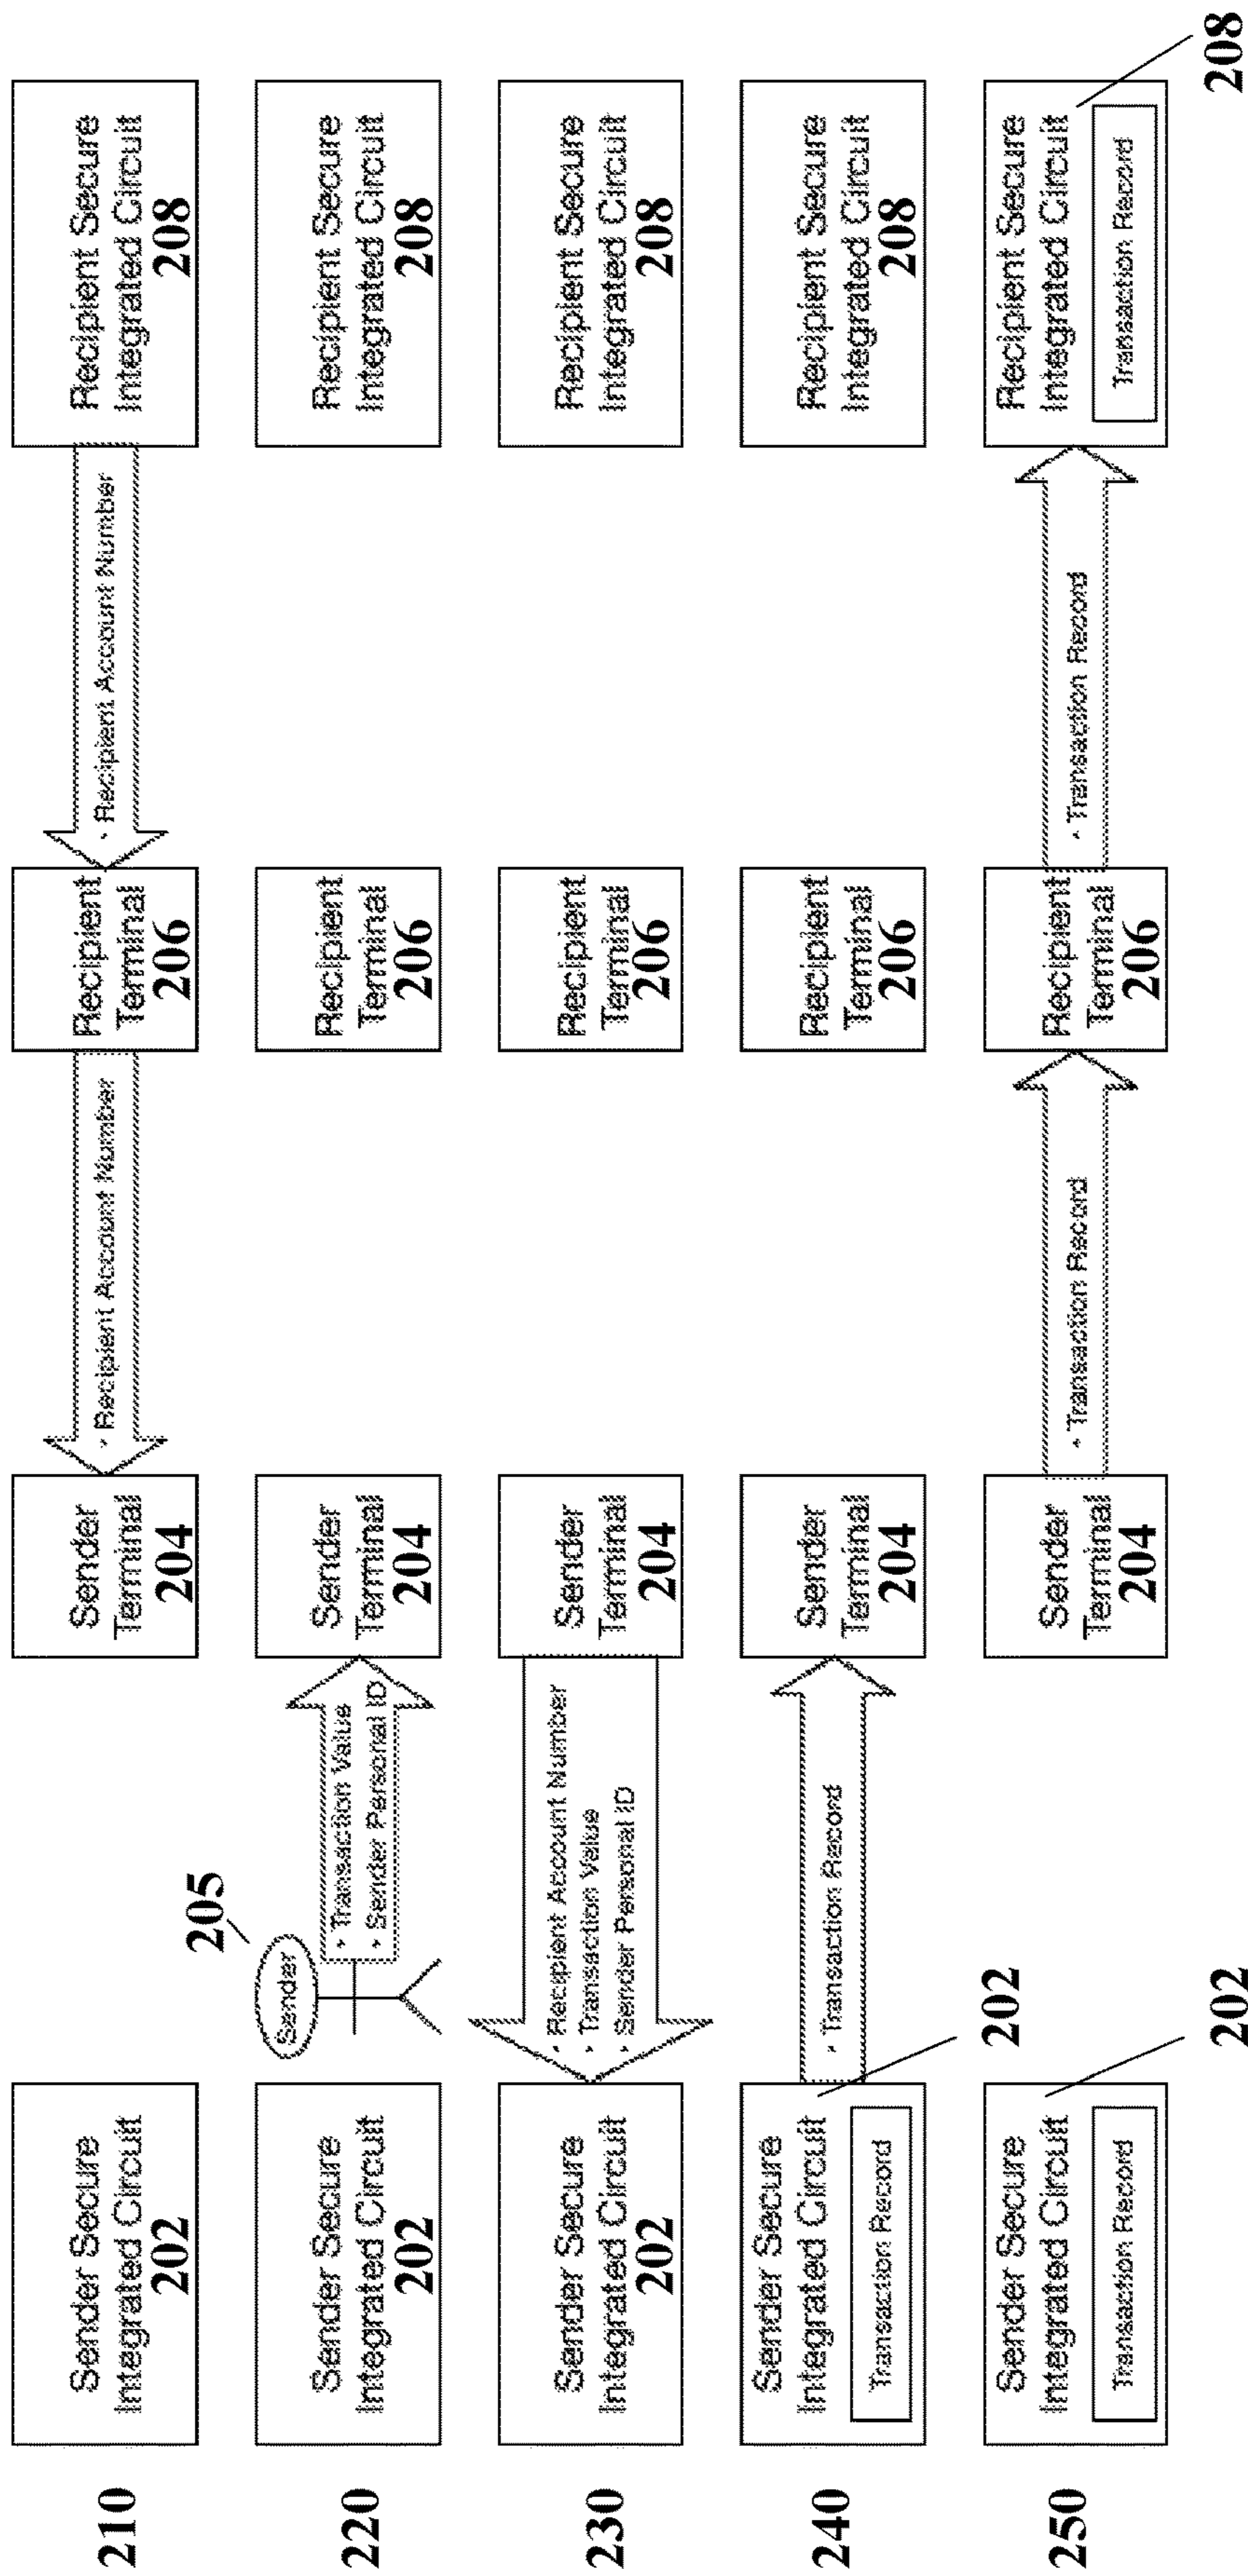 210
Sender Secure
Integrated Circuit
202
Sender
Terminal
204
• Recipient Account Number
Recipient
Terminal
206
• Recipient Account Number
Recipient Secure
Integrated Circuit
208
220
Sender Secure
Integrated Circuit
202
205
Sender
• Transaction Value
• Sender Personal ID
Sender
Terminal
204
Recipient
Terminal
206
Recipient Secure
Integrated Circuit
208
230
Sender Secure
Integrated Circuit
202
• Recipient Account Number
• Transaction Value
• Sender Personal ID
Sender
Terminal
204
Recipient
Terminal
206
Recipient Secure
Integrated Circuit
208
240
Sender Secure
Integrated Circuit
Transaction Record
202
• Transaction Record
Sender
Terminal
204
Recipient
Terminal
206
Recipient Secure
Integrated Circuit
208
250
Sender Secure
Integrated Circuit
Transaction Record
202
Sender
Terminal
204
• Transaction Record
Recipient
Terminal
206
• Transaction Record
Recipient Secure
Integrated Circuit
Transaction Record
208